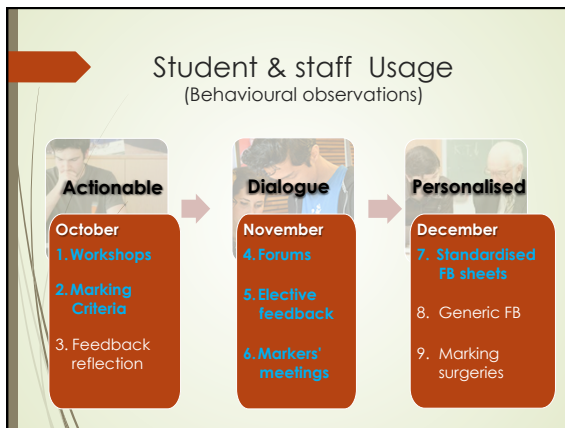 Student & staff Usage
(Behavioural observations)
Actionable
October
1. Workshops
2. Marking
Criteria
3. Feedback
reflection
Dialogue
November
4. Forums
5. Elective
feedback
6. Markers'
meetings
Personalised
December
7. Standardised
FB sheets
8. Generic FB
9. Marking
surgeries